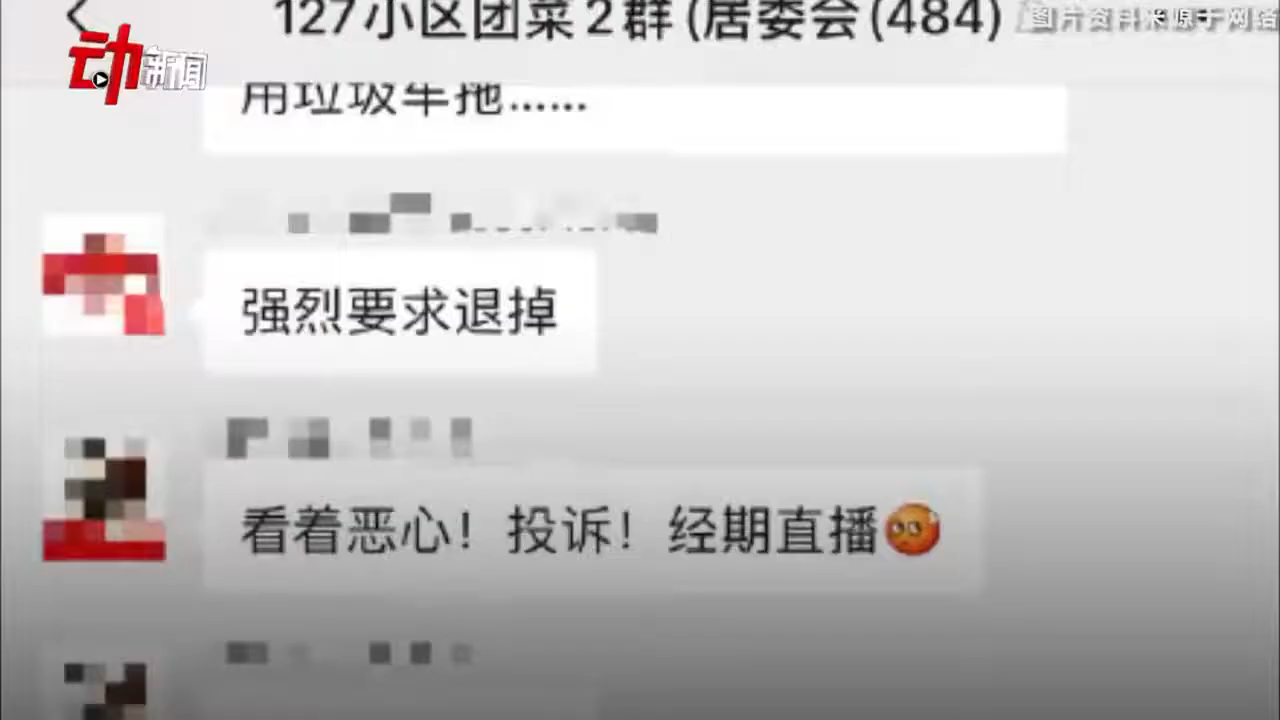 127小区团菜2群(居委会(484)
图片资料来源于网络
动新闻
用垃圾车拖......
强烈要求退掉
看着恶心！投诉！经期直播